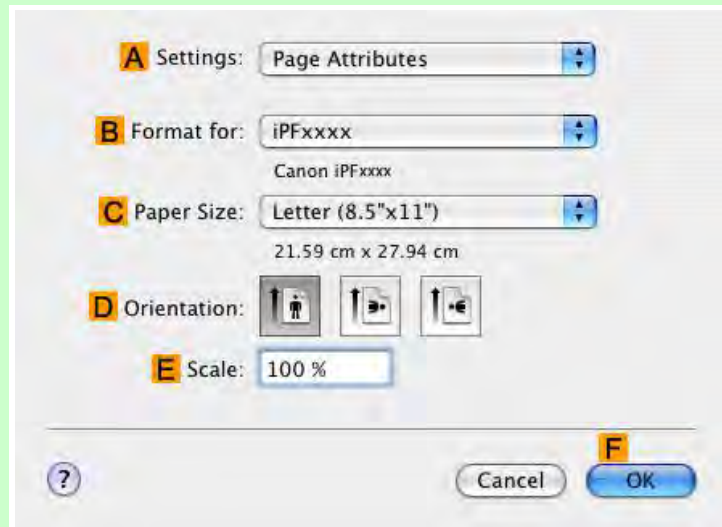 A Settings: Page Attributes
B Format for: iPFxxxx
Canon iPFxxxx
C Paper Size: Letter (8.5"x11")
21.59 cm x 27.94 cm
D Orientation:
E Scale: 100 %
F
? Cancel OK